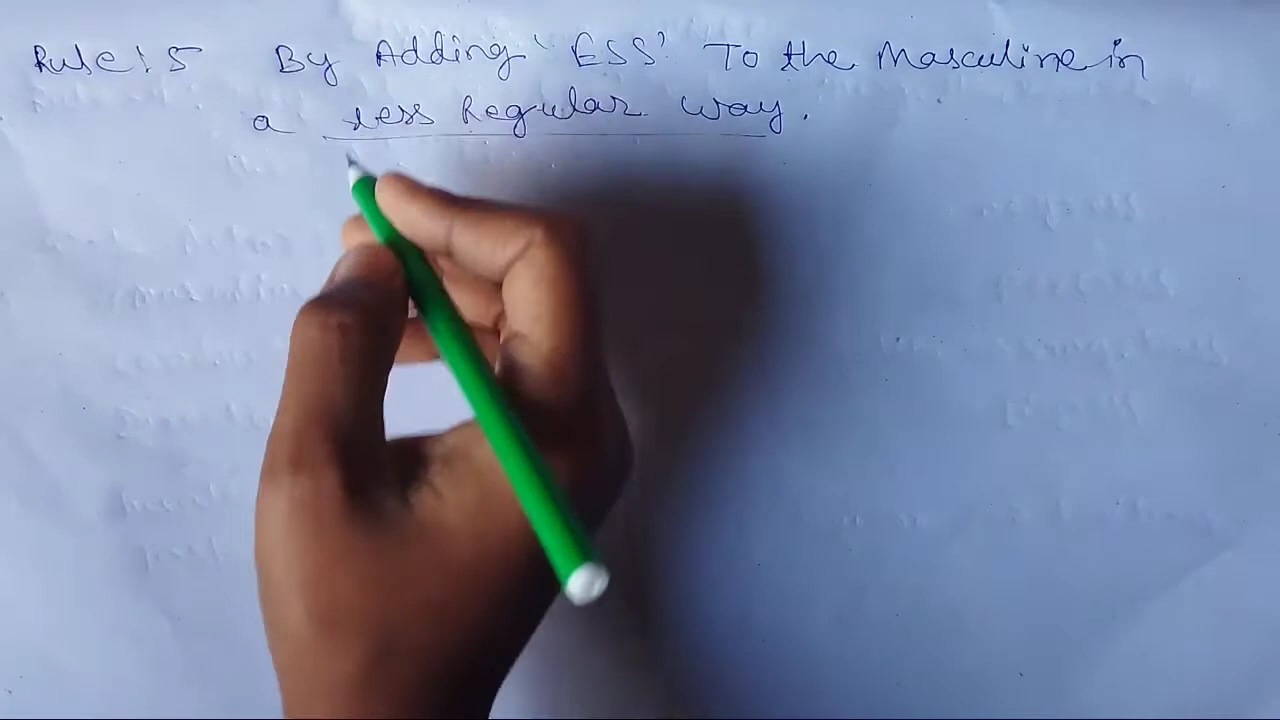 Rule: 5 By Adding 'ESS' To the Masculine in
a less Regular way.